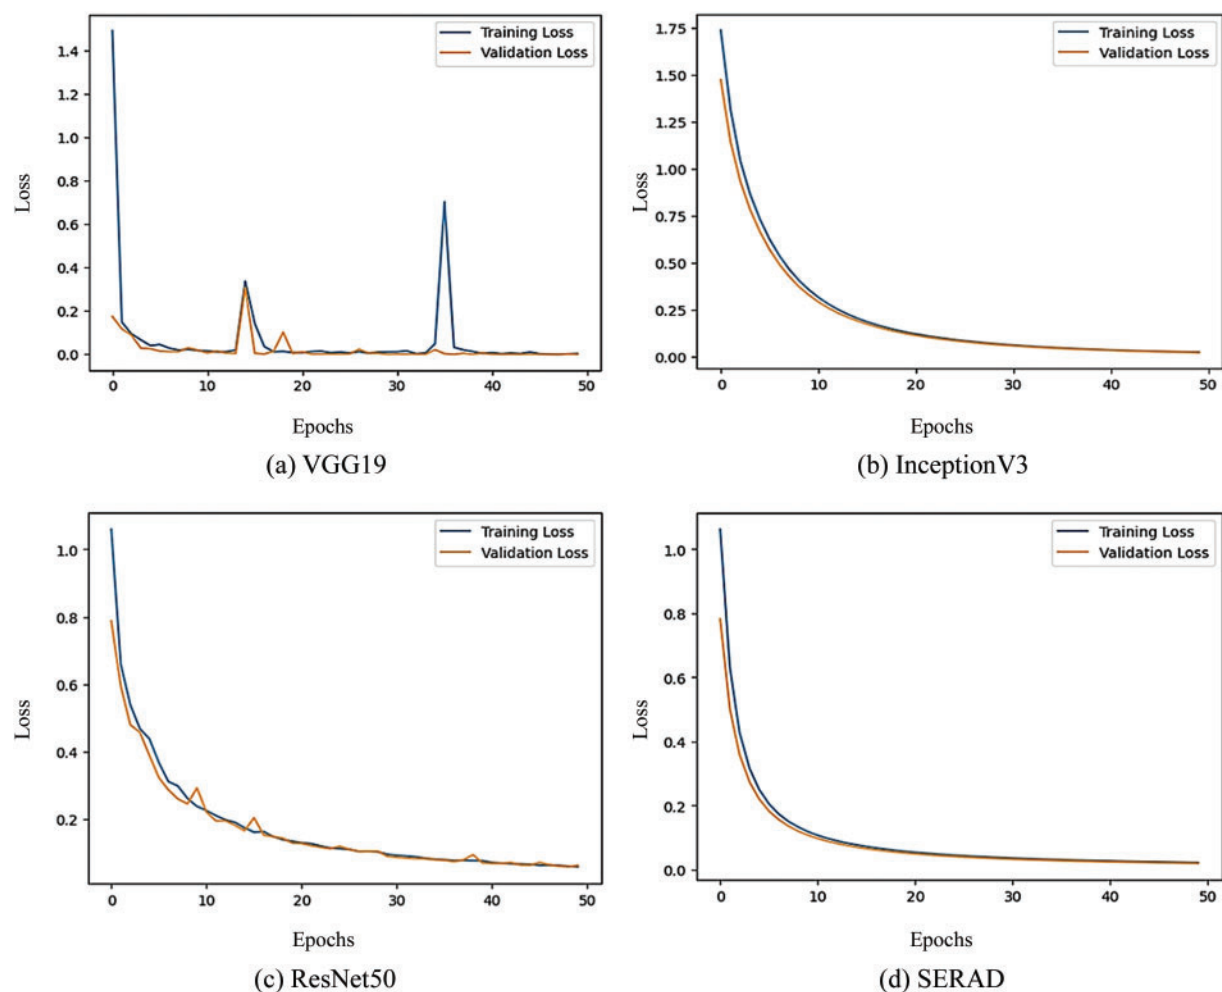 Training Loss
Validation Loss
1.4
1.2
1.0
0.8
0.6
0.4
0.2
0.0
Loss
0 10 20 30 40 50
Epochs
(a) VGG19
Training Loss
Validation Loss
1.75
1.50
1.25
1.00
0.75
0.50
0.25
0.00
Loss
0 10 20 30 40 50
Epochs
(b) InceptionV3
Training Loss
Validation Loss
1.0
0.8
0.6
0.4
0.2
Loss
0 10 20 30 40 50
Epochs
(c) ResNet50
Training Loss
Validation Loss
1.0
0.8
0.6
0.4
0.2
0.0
Loss
0 10 20 30 40 50
Epochs
(d) SERAD